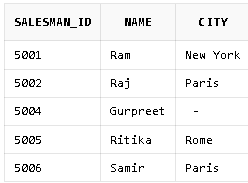 SALESMAN_ID NAME CITY
5001 Ram New York
5002 Raj Paris
5004 Gurpreet -
5005 Ritika Rome
5006 Samir Paris